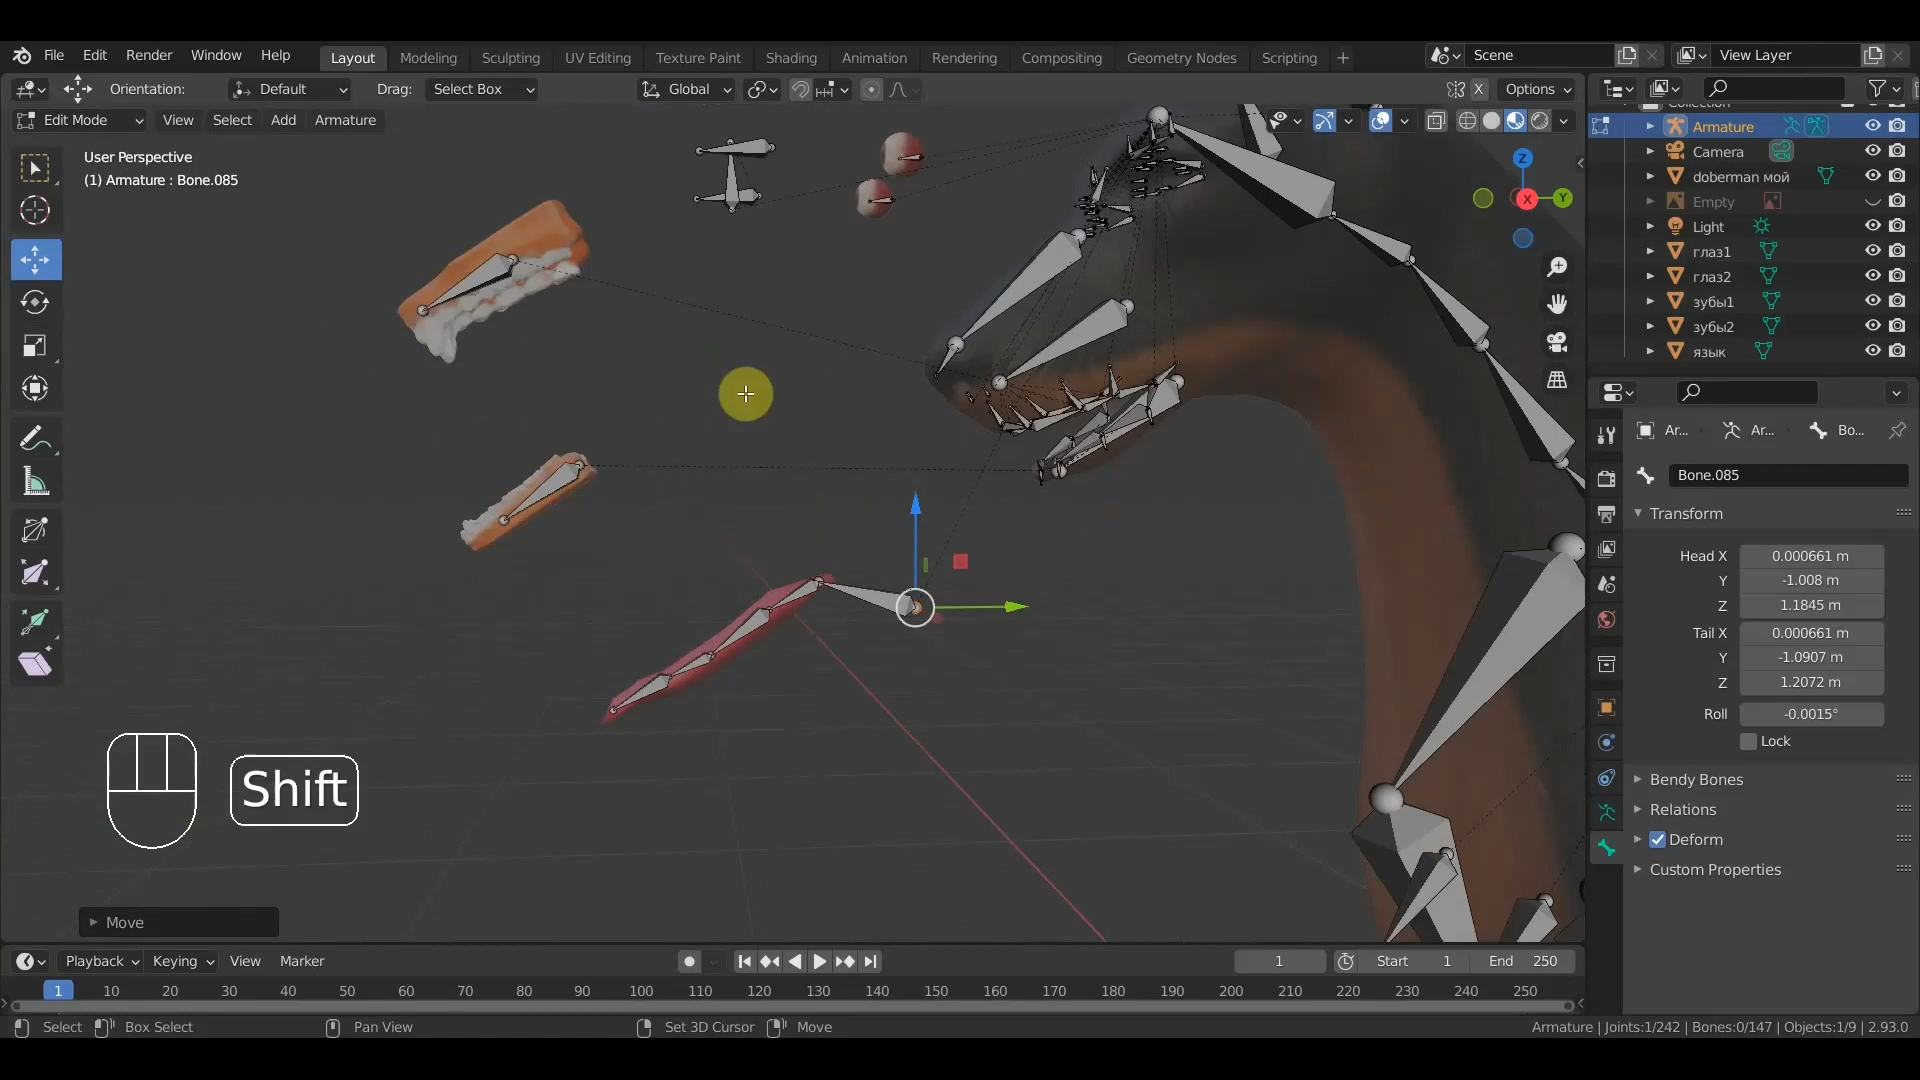 File Edit Render Window Help Layout Modeling Sculpting UV Editing Texture Paint Shading Animation Rendering Compositing Geometry Nodes Scripting + Scene View Layer
Orientation: Default Drag: Select Box Global X Options
Edit Mode View Select Add Armature
User Perspective
(1) Armature : Bone.085
Z
X
Y
Collection
Armature
Camera
doberman мой
Empty
Light
глаз1
глаз2
зубы1
зубы2
язык
Ar... Ar... Bo...
Bone.085
Transform
Head X 0.000661 m
Y -1.008 m
Z 1.1845 m
Tail X 0.000661 m
Y -1.0907 m
Z 1.2072 m
Roll -0.0015°
Lock
Bendy Bones
Relations
Deform
Custom Properties
Shift
Move
Playback Keying View Marker 1 Start 1 End 250
1 10 20 30 40 50 60 70 80 90 100 110 120 130 140 150 160 170 180 190 200 210 220 230 240 250
Select Box Select Pan View Set 3D Cursor Move Armature | Joints:1/242 | Bones:0/147 | Objects:1/9 | 2.93.0